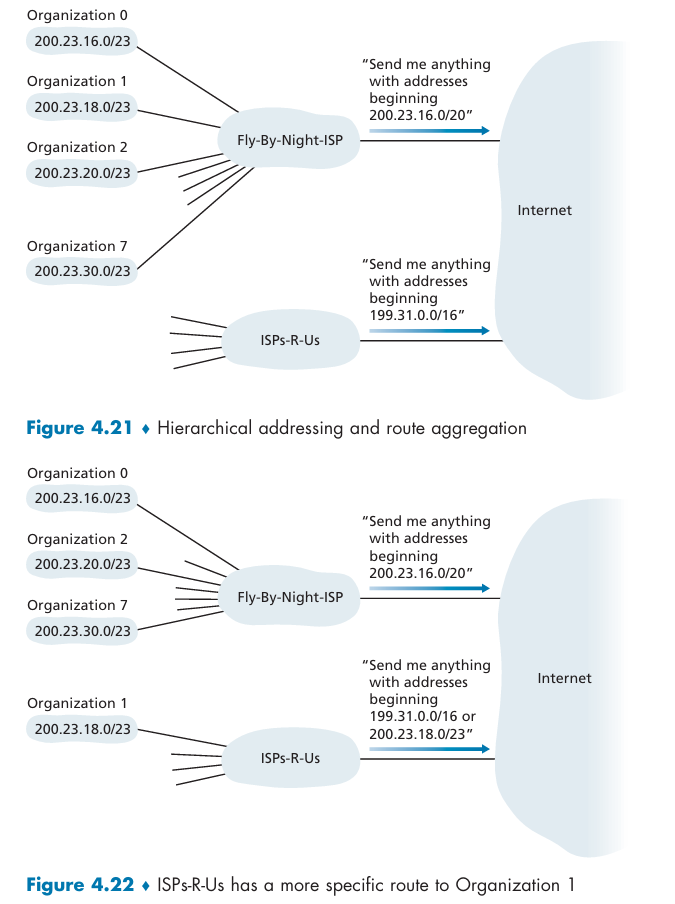 Organization 0
200.23.16.0/23
Organization 1
200.23.18.0/23
Organization 2
200.23.20.0/23
Organization 7
200.23.30.0/23
Fly-By-Night-ISP
“Send me anything
with addresses
beginning
200.23.16.0/20”
ISPs-R-Us
“Send me anything
with addresses
beginning
199.31.0.0/16”
Internet
Figure 4.21 ♦ Hierarchical addressing and route aggregation
Organization 0
200.23.16.0/23
Organization 2
200.23.20.0/23
Organization 7
200.23.30.0/23
Fly-By-Night-ISP
“Send me anything
with addresses
beginning
200.23.16.0/20”
Organization 1
200.23.18.0/23
ISPs-R-Us
“Send me anything
with addresses
beginning
199.31.0.0/16 or
200.23.18.0/23”
Internet
Figure 4.22 ♦ ISPs-R-Us has a more specific route to Organization 1